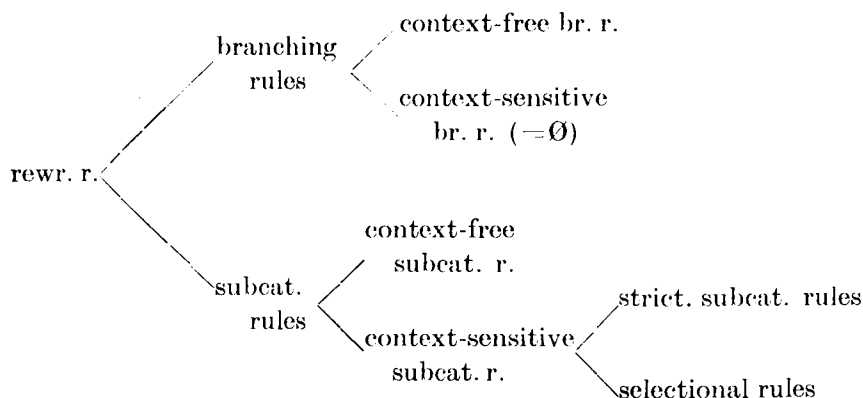 context-free br. r.
branching
rules
context-sensitive
br. r. (=Ø)
rewr. r.
context-free
subcat. r.
subcat.
rules
strict. subcat. rules
context-sensitive
subcat. r.
selectional rules